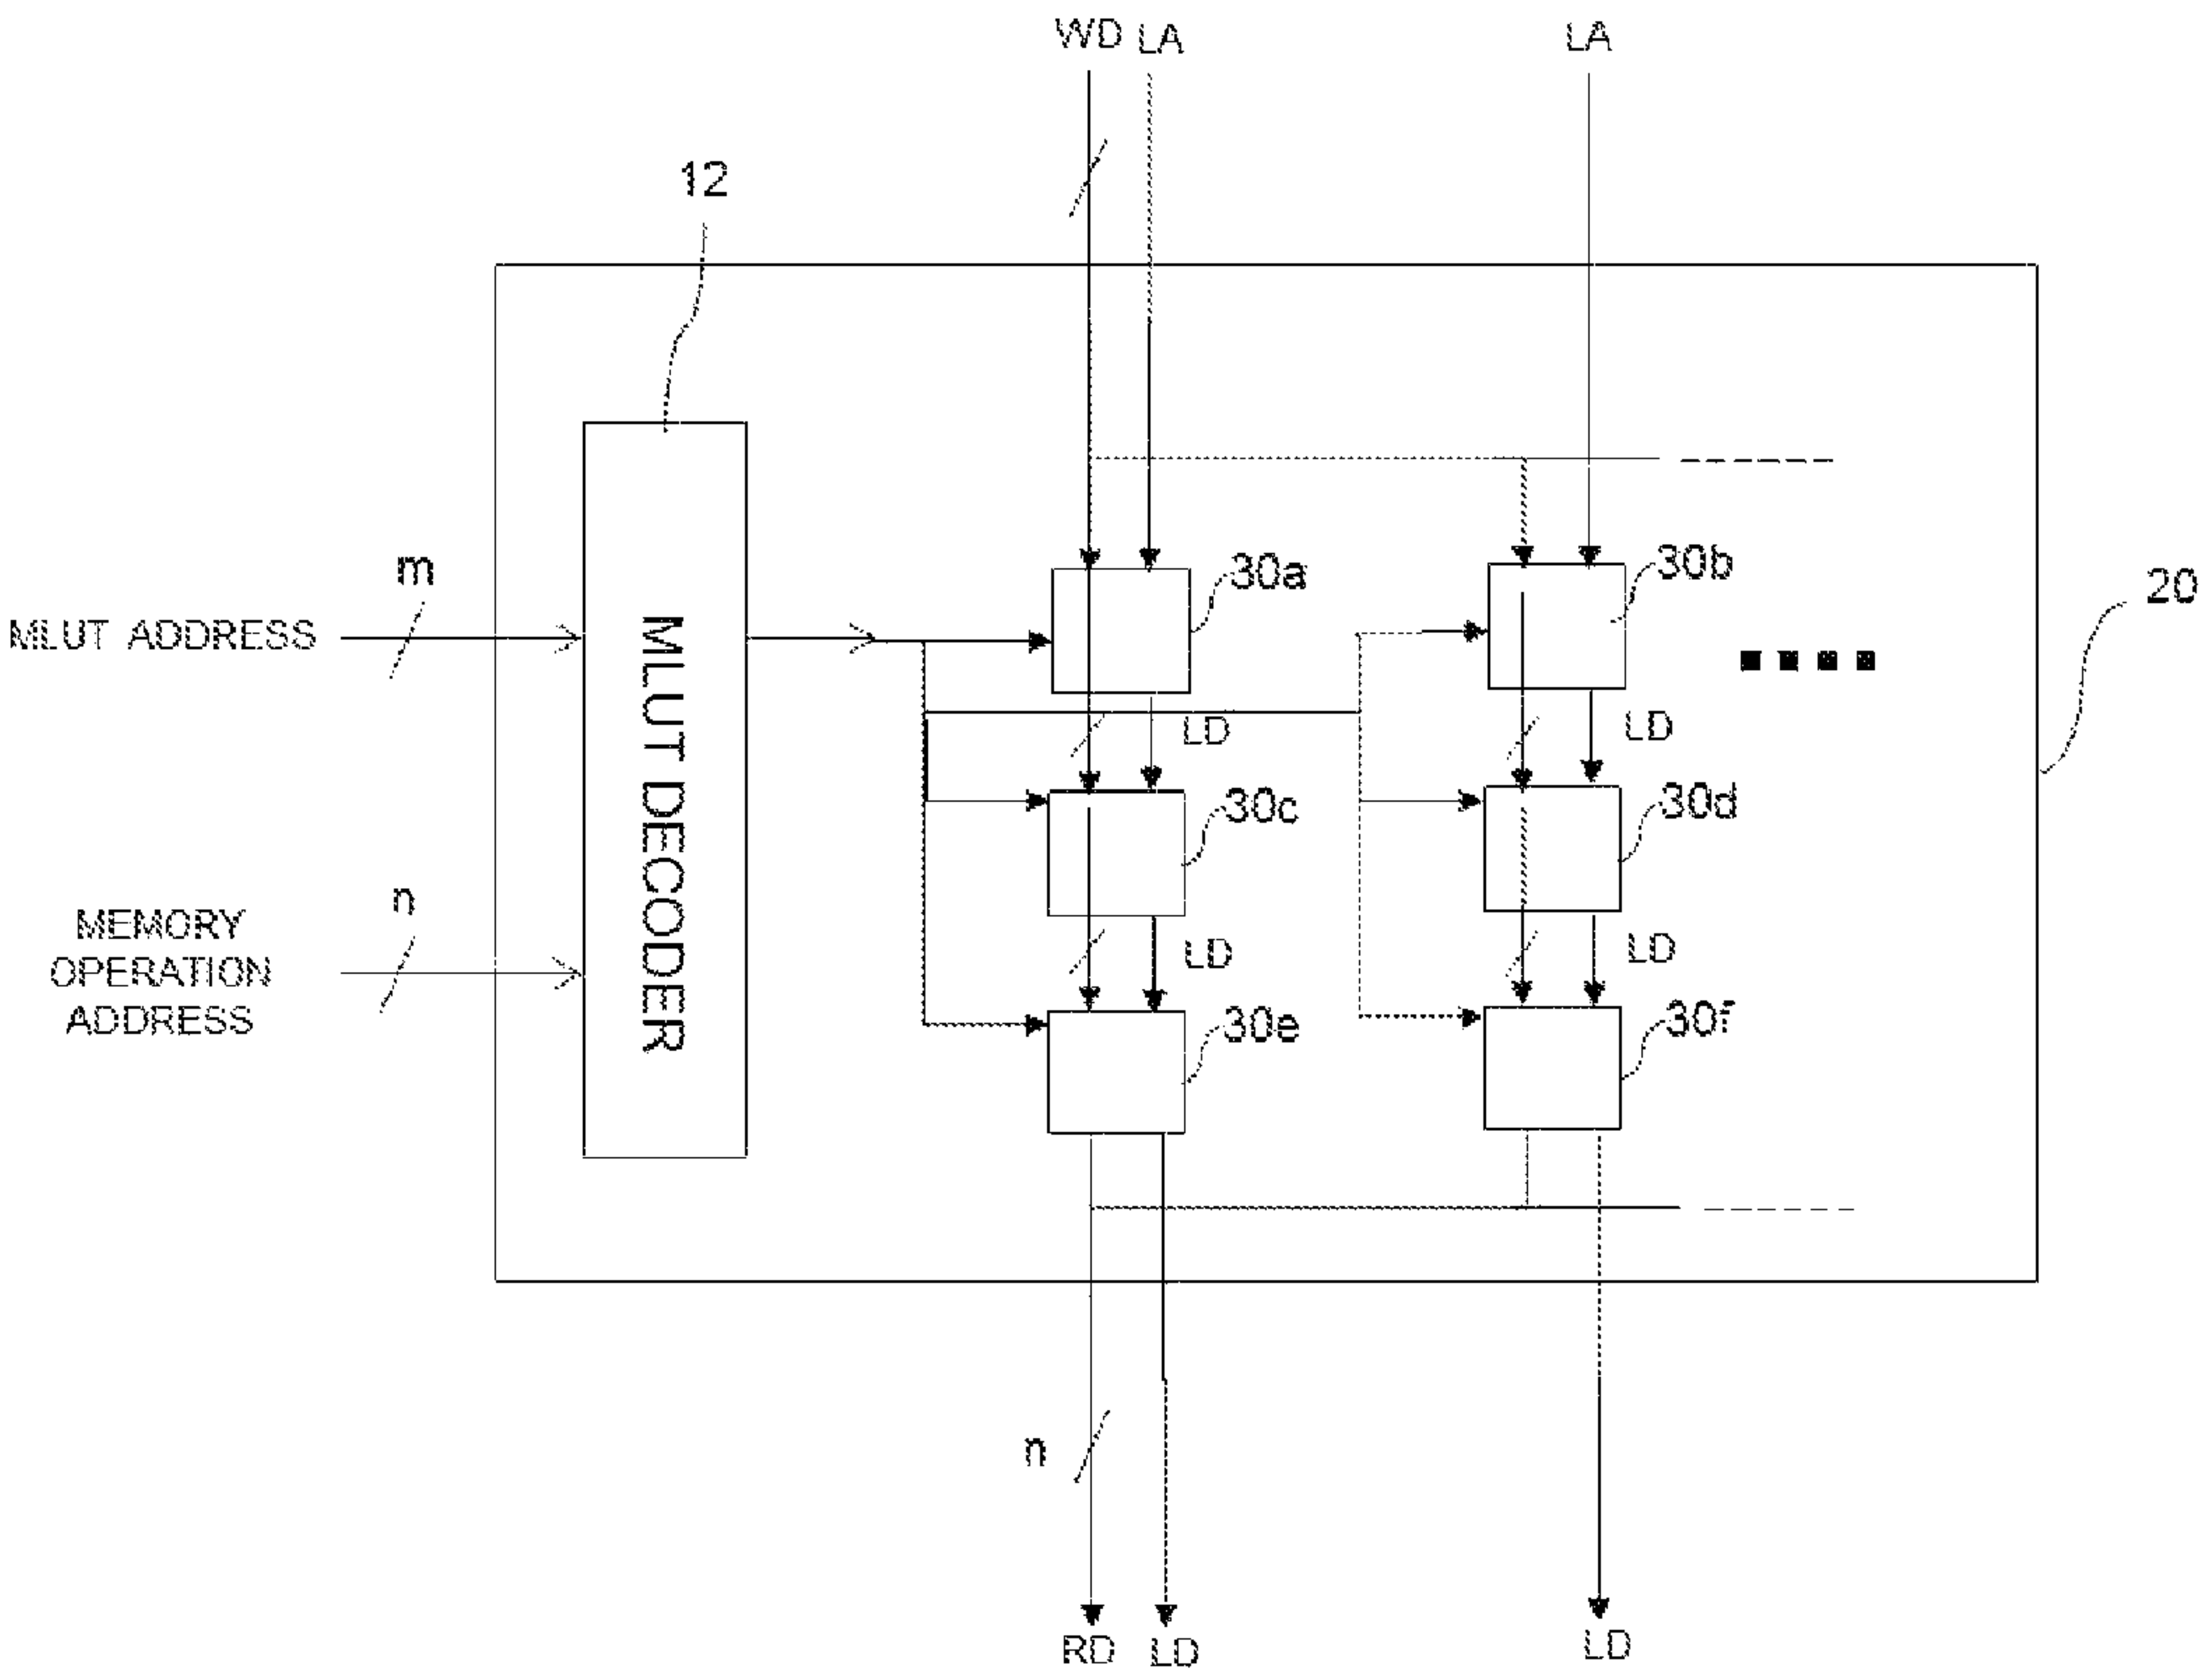 WD LA LA
12
m
30a 30b
20
MLUT ADDRESS
MLUT DECODER
LD LD
30c 30d
n
MEMORY
OPERATION
ADDRESS
LD LD
30e 30f
n
RD LD LD